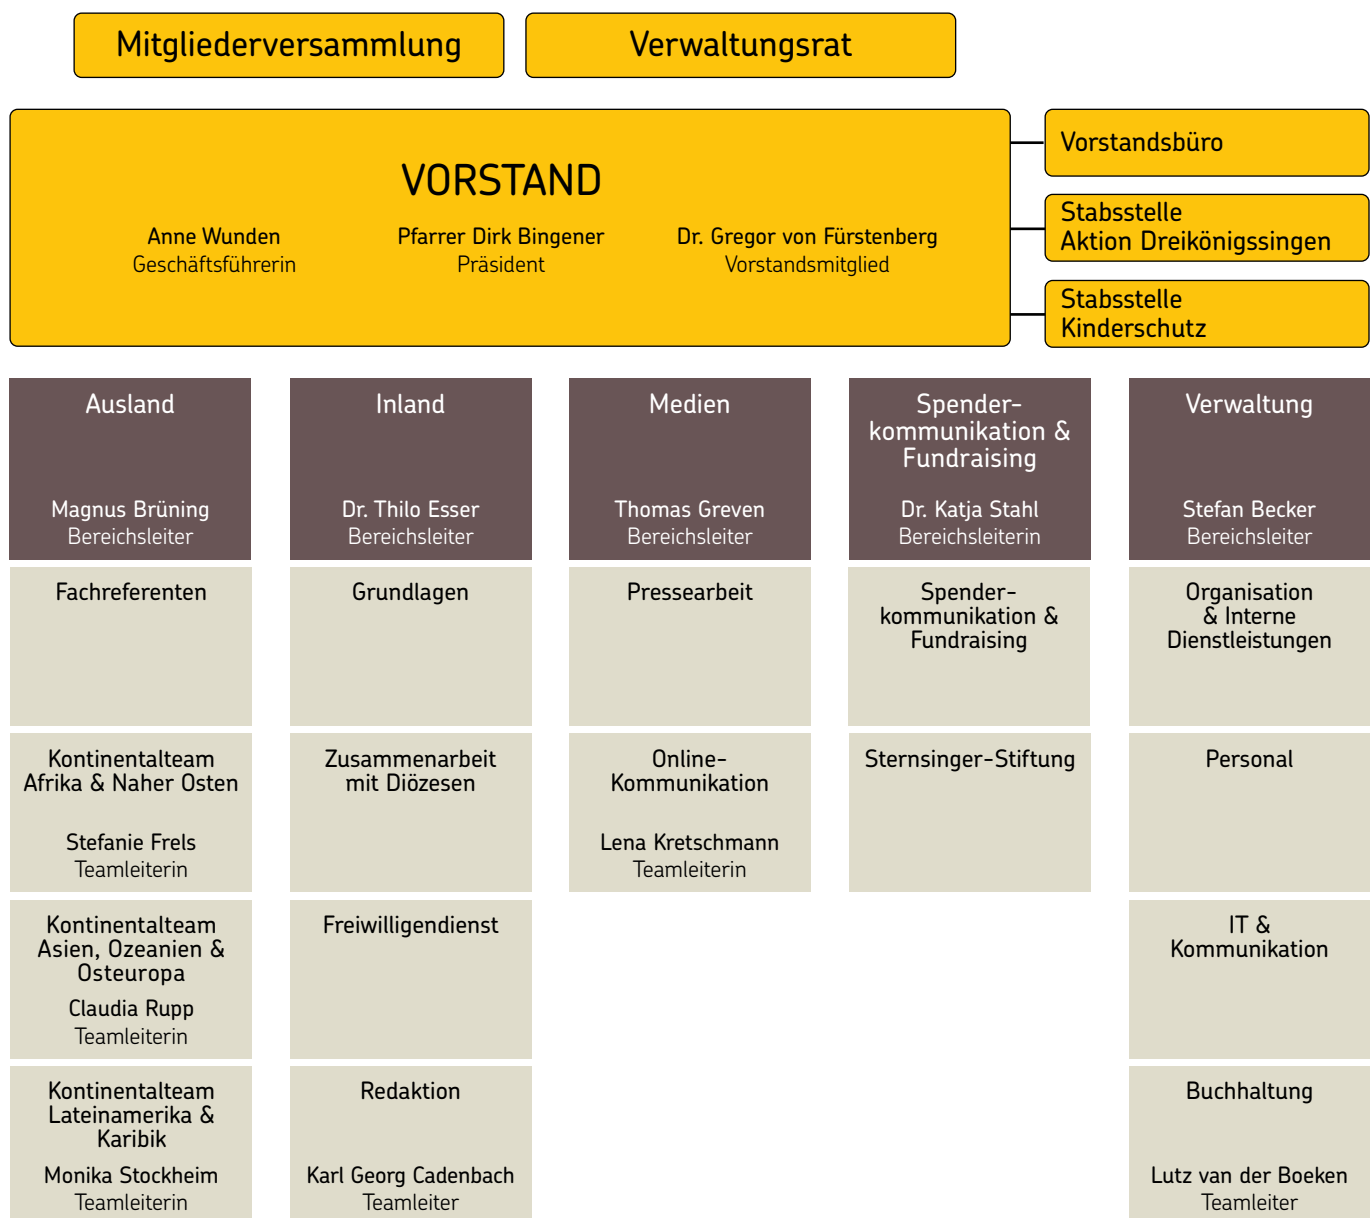 Mitgliederversammlung
Verwaltungsrat
VORSTAND
Anne Wunden
Geschäftsführerin
Pfarrer Dirk Bingener
Präsident
Dr. Gregor von Fürstenberg
Vorstandsmitglied
Vorstandsbüro
Stabsstelle
Aktion Dreikönigssingen
Stabsstelle
Kinderschutz
Ausland
Magnus Brüning
Bereichsleiter
Fachreferenten
Kontinentalteam
Afrika & Naher Osten
Stefanie Frels
Teamleiterin
Kontinentalteam
Asien, Ozeanien &
Osteuropa
Claudia Rupp
Teamleiterin
Kontinentalteam
Lateinamerika &
Karibik
Monika Stockheim
Teamleiterin
Inland
Dr. Thilo Esser
Bereichsleiter
Grundlagen
Zusammenarbeit
mit Diözesen
Freiwilligendienst
Redaktion
Karl Georg Cadenbach
Teamleiter
Medien
Thomas Greven
Bereichsleiter
Pressearbeit
Online-
Kommunikation
Lena Kretschmann
Teamleiterin
Spender-
kommunikation &
Fundraising
Dr. Katja Stahl
Bereichsleiterin
Spender-
kommunikation &
Fundraising
Sternsinger-Stiftung
Verwaltung
Stefan Becker
Bereichsleiter
Organisation
& Interne
Dienstleistungen
Personal
IT &
Kommunikation
Buchhaltung
Lutz van der Boeken
Teamleiter